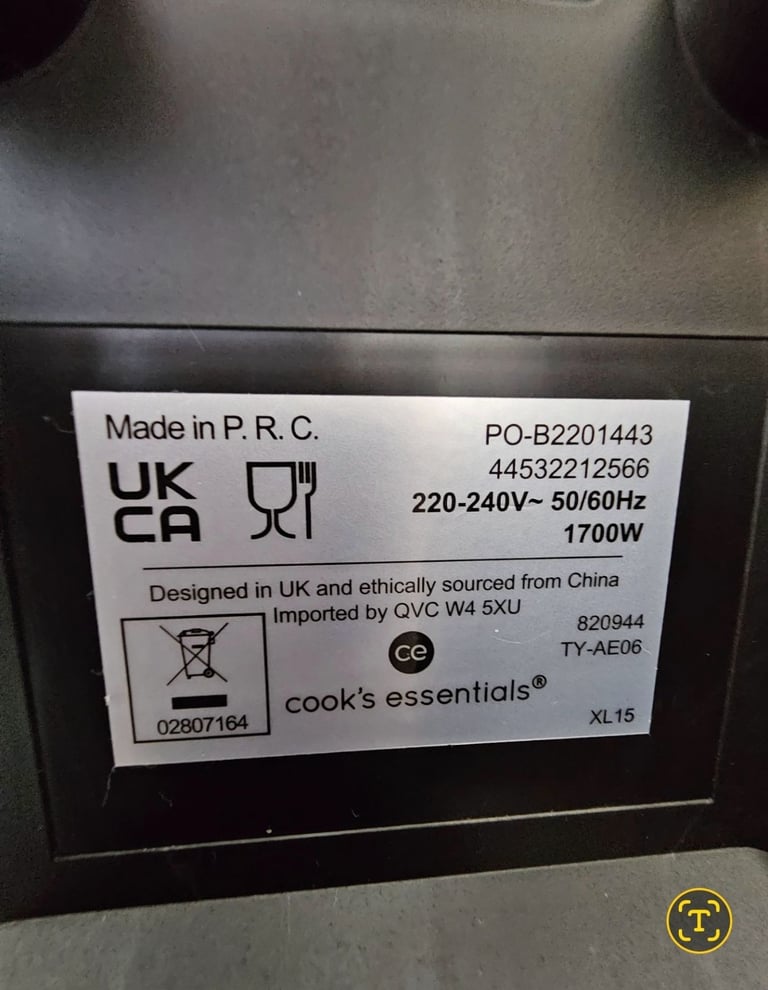 Made in P. R. C.
UK
CA
PO-B2201443
44532212566
220-240V~ 50/60Hz
1700W
Designed in UK and ethically sourced from China
Imported by QVC W4 5XU
820944
TY-AE06
ce
cook's essentials®
02807164
XL15
T